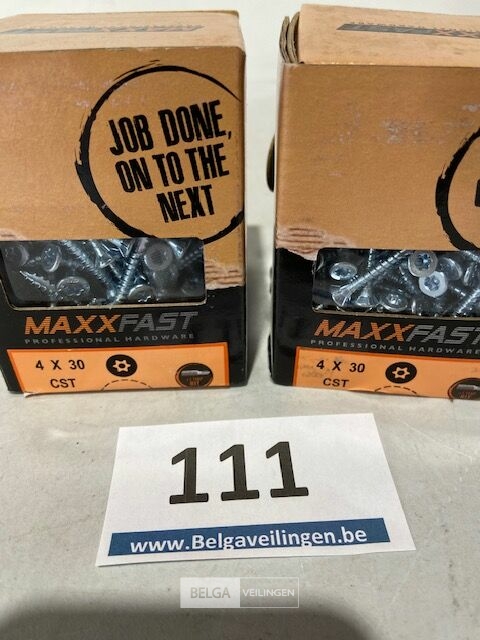 JOB DONE,
ON TO THE
NEXT
MAXXFAST
PROFESSIONAL HARDWARE
4 X 30
CST
MAXXFAST
PROFESSIONAL HARDWARE
4 X 30
CST
111
www.Belgaveilingen.be
BELGA VEILINGEN